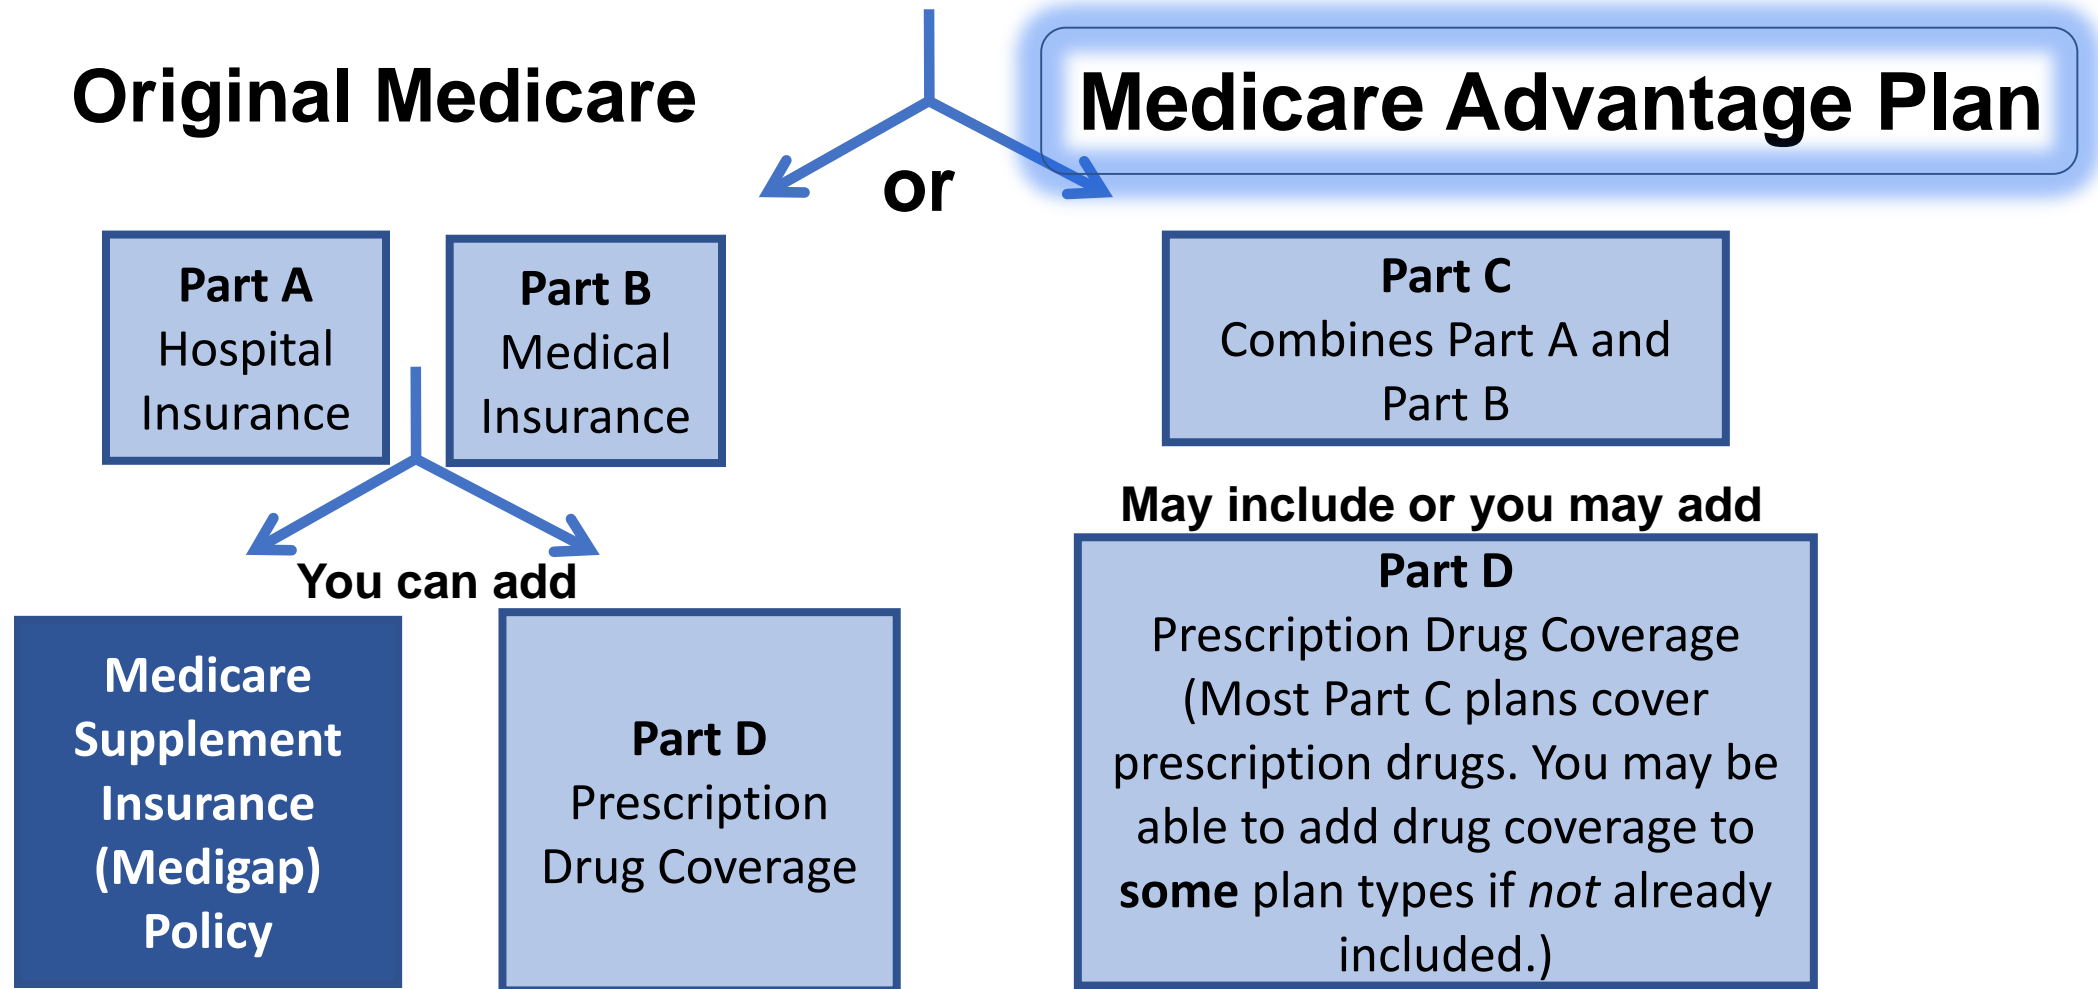 Original Medicare
or
Medicare Advantage Plan
Part A
Hospital
Insurance
Part B
Medical
Insurance
You can add
Medicare
Supplement
Insurance
(Medigap)
Policy
Part D
Prescription
Drug Coverage
Part C
Combines Part A and
Part B
May include or you may add
Part D
Prescription Drug Coverage
(Most Part C plans cover
prescription drugs. You may be
able to add drug coverage to
some plan types if not already
included.)